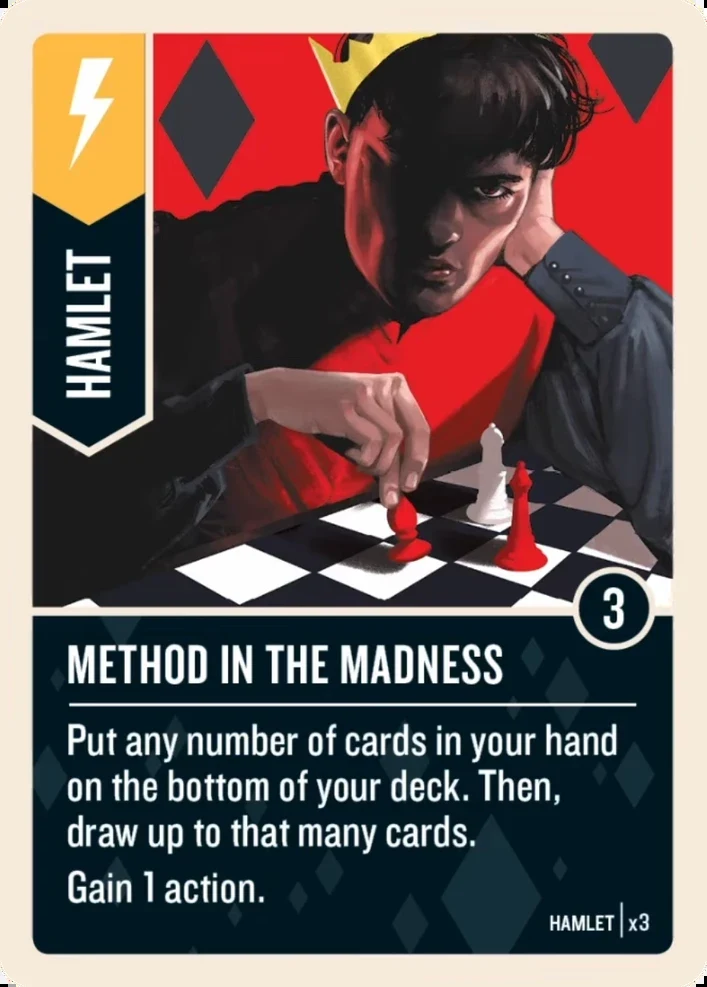 HAMLET
3
METHOD IN THE MADNESS
Put any number of cards in your hand
on the bottom of your deck. Then,
draw up to that many cards.
Gain 1 action.
HAMLET | x3